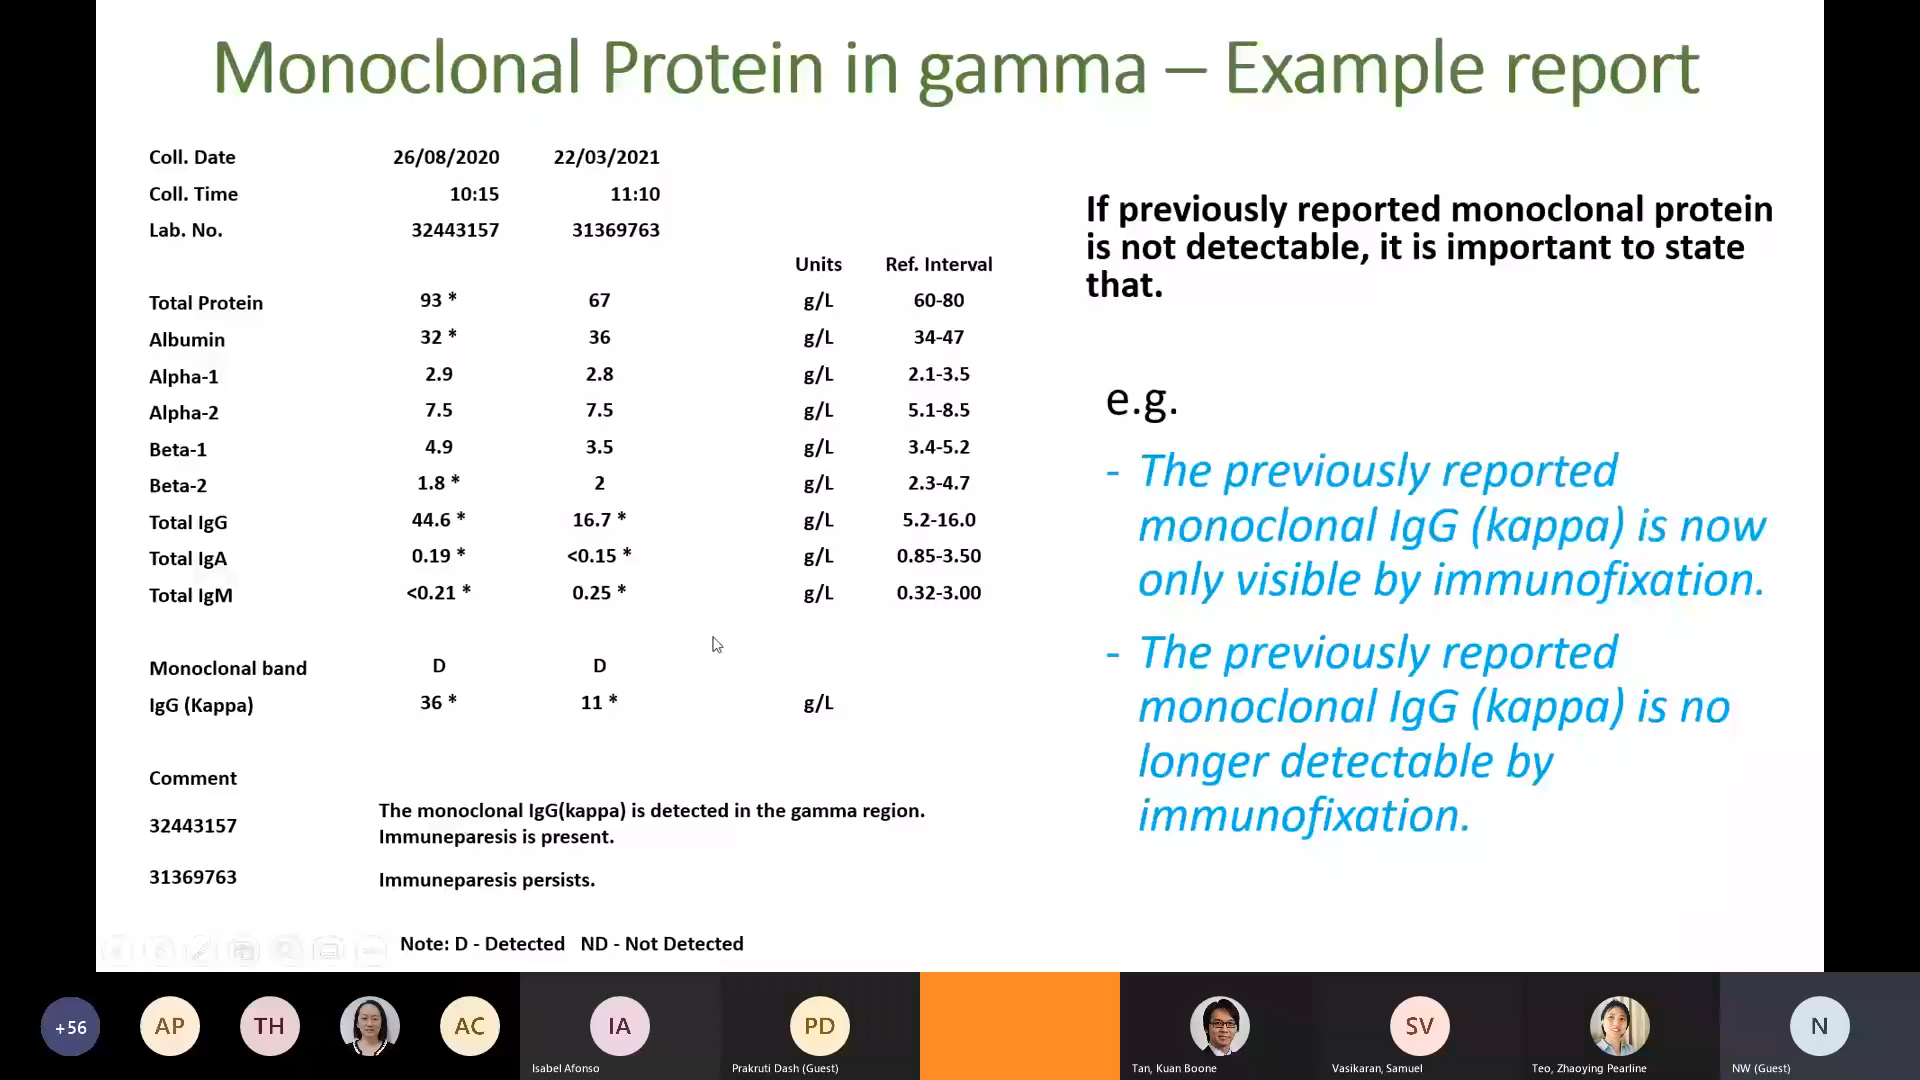 Monoclonal Protein in gamma – Example report
Coll. Date 26/08/2020 22/03/2021
Coll. Time 10:15 11:10
Lab. No. 32443157 31369763
Units Ref. Interval
Total Protein 93 * 67 g/L 60-80
Albumin 32 * 36 g/L 34-47
Alpha-1 2.9 2.8 g/L 2.1-3.5
Alpha-2 7.5 7.5 g/L 5.1-8.5
Beta-1 4.9 3.5 g/L 3.4-5.2
Beta-2 1.8 * 2 g/L 2.3-4.7
Total IgG 44.6 * 16.7 * g/L 5.2-16.0
Total IgA 0.19 * <0.15 * g/L 0.85-3.50
Total IgM <0.21 * 0.25 * g/L 0.32-3.00
Monoclonal band D D
IgG (Kappa) 36 * 11 * g/L
Comment
32443157 The monoclonal IgG(kappa) is detected in the gamma region.
Immuneparesis is present.
31369763 Immuneparesis persists.
Note: D - Detected ND - Not Detected
If previously reported monoclonal protein
is not detectable, it is important to state
that.
e.g.
- The previously reported
monoclonal IgG (kappa) is now
only visible by immunofixation.
- The previously reported
monoclonal IgG (kappa) is no
longer detectable by
immunofixation.
+56 AP TH AC IA PD SV N
Isabel Afonso Prakruti Dash (Guest) Tan, Kuan Boone Vasikaran, Samuel Teo, Zhaoying Pearline NW (Guest)